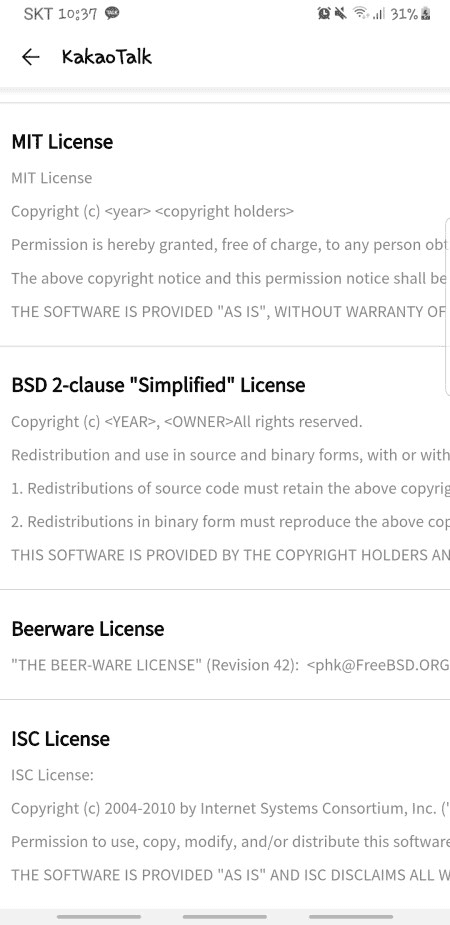 SKT 10:37 TALK 31%
KakaoTalk
MIT License
MIT License
Copyright (c) <year> <copyright holders>
Permission is hereby granted, free of charge, to any person obt
The above copyright notice and this permission notice shall be
THE SOFTWARE IS PROVIDED "AS IS", WITHOUT WARRANTY OF
BSD 2-clause "Simplified" License
Copyright (c) <YEAR>, <OWNER>All rights reserved.
Redistribution and use in source and binary forms, with or with
1. Redistributions of source code must retain the above copyrig
2. Redistributions in binary form must reproduce the above cop
THIS SOFTWARE IS PROVIDED BY THE COPYRIGHT HOLDERS AN
Beerware License
"THE BEER-WARE LICENSE" (Revision 42): <phk@FreeBSD.ORG
ISC License
ISC License:
Copyright (c) 2004-2010 by Internet Systems Consortium, Inc. ("
Permission to use, copy, modify, and/or distribute this software
THE SOFTWARE IS PROVIDED "AS IS" AND ISC DISCLAIMS ALL W